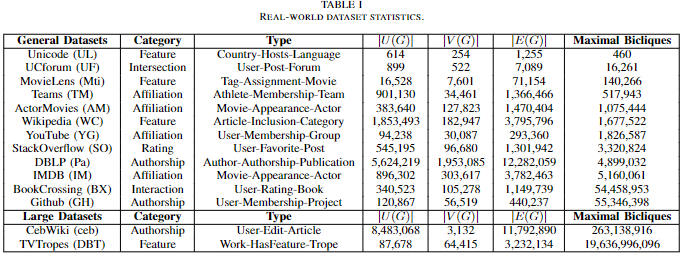 TABLE I
REAL-WORLD DATASET STATISTICS.
General Datasets Category Type |U(G)| |V(G)| |E(G)| Maximal Bicliques
Unicode (UL) Feature Country-Hosts-Language 614 254 1,255 460
UCforum (UF) Intersection User-Post-Forum 899 522 7,089 16,261
MovieLens (Mti) Feature Tag-Assignment-Movie 16,528 7,601 71,154 140,266
Teams (TM) Affiliation Athlete-Membership-Team 901,130 34,461 1,366,466 517,943
ActorMovies (AM) Affiliation Movie-Appearance-Actor 383,640 127,823 1,470,404 1,075,444
Wikipedia (WC) Feature Article-Inclusion-Category 1,853,493 182,947 3,795,796 1,677,522
YouTube (YG) Affiliation User-Membership-Group 94,238 30,087 293,360 1,826,587
StackOverflow (SO) Rating User-Favorite-Post 545,195 96,680 1,301,942 3,320,824
DBLP (Pa) Authorship Author-Authorship-Publication 5,624,219 1,953,085 12,282,059 4,899,032
IMDB (IM) Affiliation Movie-Appearance-Actor 896,302 303,617 3,782,463 5,160,061
BookCrossing (BX) Interaction User-Rating-Book 340,523 105,278 1,149,739 54,458,953
Github (GH) Authorship User-Membership-Project 120,867 56,519 440,237 55,346,398
Large Datasets Category Type |U(G)| |V(G)| |E(G)| Maximal Bicliques
CebWiki (ceb) Authorship User-Edit-Article 8,483,068 3,132 11,792,890 263,138,916
TVTropes (DBT) Feature Work-HasFeature-Trope 87,678 64,415 3,232,134 19,636,996,096